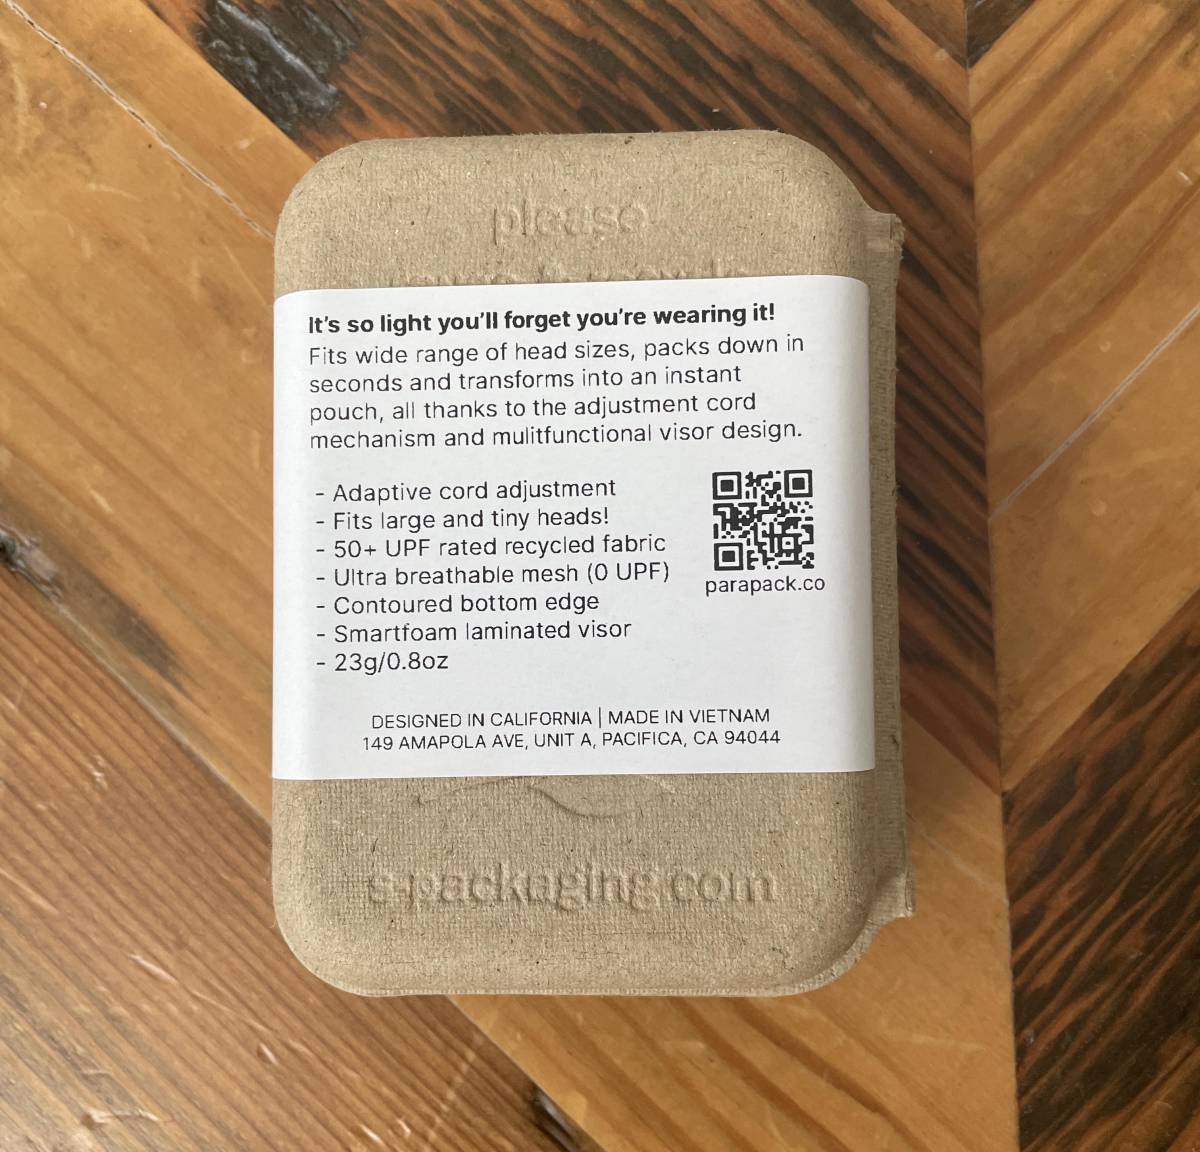 please
It's so light you'll forget you're wearing it!
Fits wide range of head sizes, packs down in
seconds and transforms into an instant
pouch, all thanks to the adjustment cord
mechanism and mulitfunctional visor design.
- Adaptive cord adjustment
- Fits large and tiny heads!
- 50+ UPF rated recycled fabric
- Ultra breathable mesh (0 UPF)
- Contoured bottom edge
- Smartfoam laminated visor
- 23g/0.8oz
parapack.co
DESIGNED IN CALIFORNIA | MADE IN VIETNAM
149 AMAPOLA AVE, UNIT A, PACIFICA, CA 94044
s-packaging.com